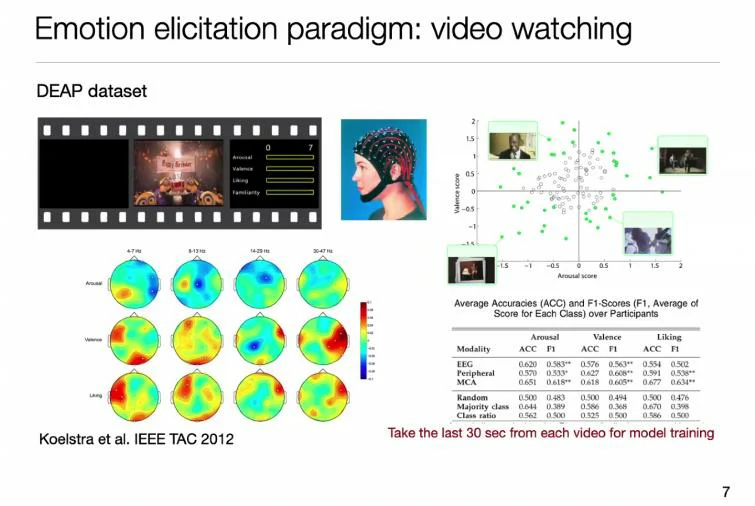 Emotion elicitation paradigm: video watching
DEAP dataset
Happy Birthday
0 7
Arousal
Valence
Liking
Familiarity
2
1.5
1
0.5
0
−0.5
−1
−1.5
Valence score
−1.5 −1 −0.5 0 0.5 1 1.5 2
Arousal score
4-7 Hz 8-13 Hz 14-29 Hz 30-47 Hz
Arousal
Valence
Liking
Average Accuracies (ACC) and F1-Scores (F1, Average of
Score for Each Class) over Participants
Arousal Valence Liking
Modality ACC F1 ACC F1 ACC F1
EEG 0.620 0.583** 0.576 0.563** 0.554 0.502
Peripheral 0.570 0.533* 0.627 0.608** 0.591 0.538**
MCA 0.651 0.618** 0.618 0.605** 0.677 0.634**
Random 0.500 0.483 0.500 0.494 0.500 0.476
Majority class 0.644 0.389 0.586 0.368 0.670 0.398
Class ratio 0.562 0.500 0.525 0.500 0.586 0.500
Koelstra et al. IEEE TAC 2012
Take the last 30 sec from each video for model training
7